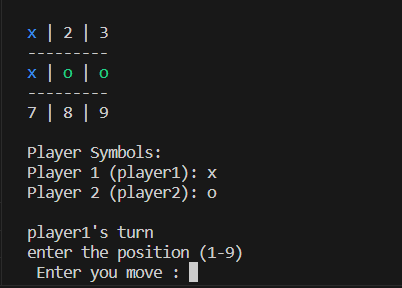 x | 2 | 3
---------
x | o | o
---------
7 | 8 | 9
Player Symbols:
Player 1 (player1): x
Player 2 (player2): o
player1's turn
enter the position (1-9)
Enter you move :